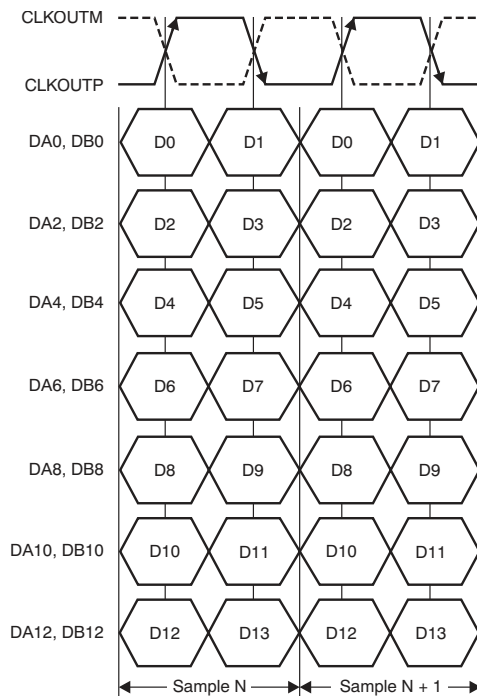 CLKOUTM
CLKOUTP
DA0, DB0 D0 D1 D0 D1
DA2, DB2 D2 D3 D2 D3
DA4, DB4 D4 D5 D4 D5
DA6, DB6 D6 D7 D6 D7
DA8, DB8 D8 D9 D8 D9
DA10, DB10 D10 D11 D10 D11
DA12, DB12 D12 D13 D12 D13
Sample N Sample N + 1